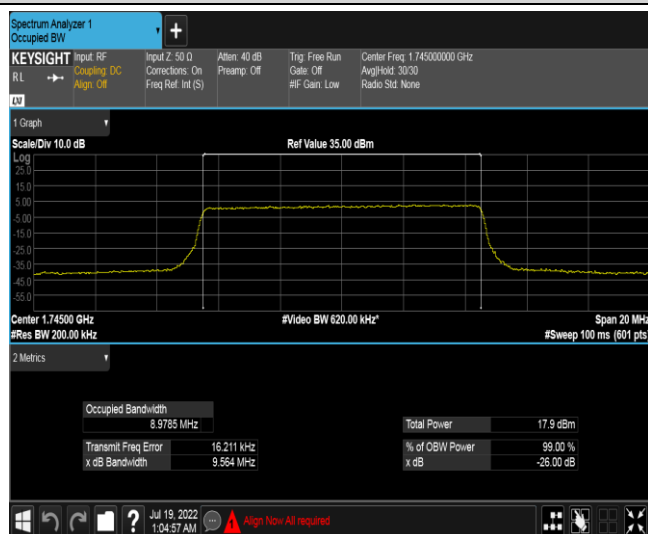 Spectrum Analyzer 1
Occupied BW
+
KEYSIGHT Input: RF Input Z: 50 Ω Atten: 40 dB Trig: Free Run Center Freq: 1.745000000 GHz
RL Coupling: DC Corrections: On Preamp: Off Gate: Off Avg|Hold: 30/30
Align: Off Freq Ref: Int (S) #IF Gain: Low Radio Std: None
LXI
1 Graph
Scale/Div 10.0 dB Ref Value 35.00 dBm
Log
25.0
15.0
5.00
-5.00
-15.0
-25.0
-35.0
-45.0
-55.0
Center 1.74500 GHz #Video BW 620.00 kHz* Span 20 MHz
#Res BW 200.00 kHz #Sweep 100 ms (601 pts)
2 Metrics
Occupied Bandwidth
8.9785 MHz Total Power 17.9 dBm
Transmit Freq Error 16.211 kHz % of OBW Power 99.00 %
x dB Bandwidth 9.564 MHz x dB -26.00 dB
? Jul 19, 2022
1:04:57 AM Align Now All required